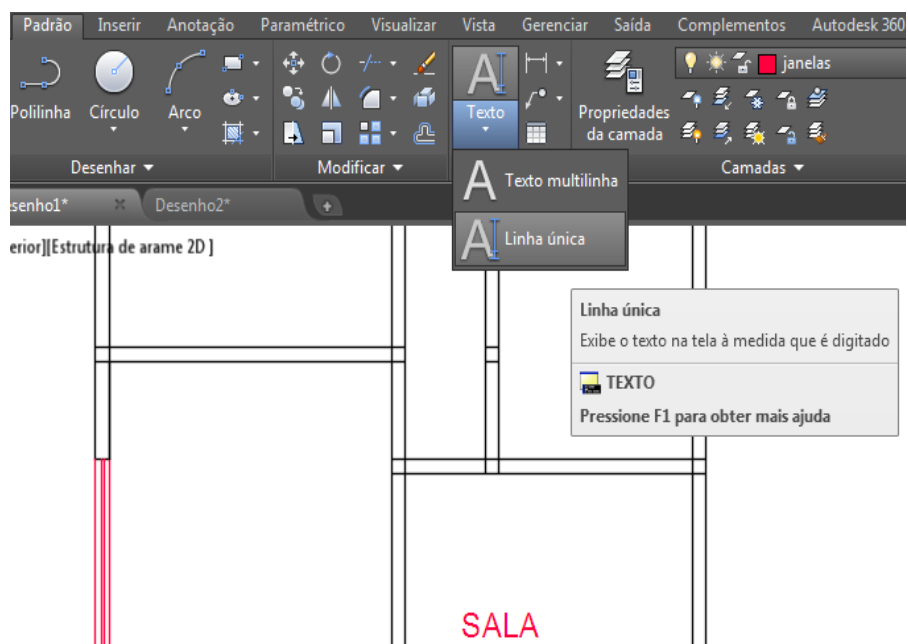 Padrão Inserir Anotação Paramétrico Visualizar Vista Gerenciar Saída Complementos Autodesk 360
janelas
Polilinha Círculo Arco Texto Propriedades da camada
Desenhar Modificar Camadas
Texto multilinha
Linha única
senho1* Desenho2*
erior][Estrutura de arame 2D ]
Linha única
Exibe o texto na tela à medida que é digitado
TEXTO
Pressione F1 para obter mais ajuda
SALA